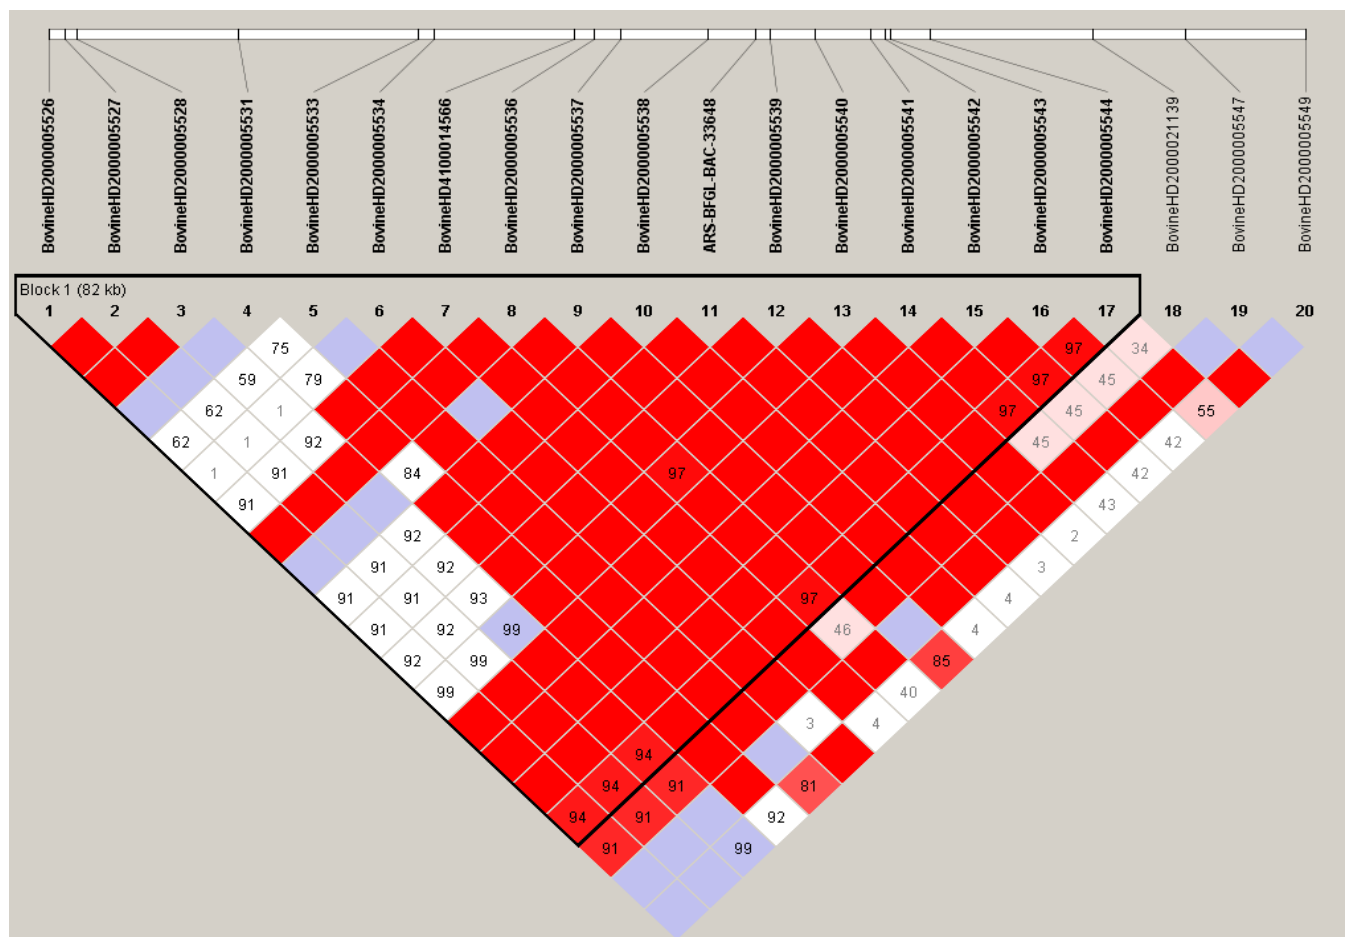 BovineHD2000005526
BovineHD2000005527
BovineHD2000005528
BovineHD2000005531
BovineHD2000005533
BovineHD2000005534
BovineHD4100014566
BovineHD2000005536
BovineHD2000005537
BovineHD2000005538
ARS-BFGL-BAC-33648
BovineHD2000005539
BovineHD2000005540
BovineHD2000005541
BovineHD2000005542
BovineHD2000005543
BovineHD2000005544
BovineHD2000021139
BovineHD2000005547
BovineHD2000005549
Block 1 (82 kb)
1 2 3 4 5 6 7 8 9 10 11 12 13 14 15 16 17 18 19 20
75 97 34
59 79 97 45
62 1 97 45 55
62 1 92 45 42
1 91 84 97 42
91 43
92 2
91 92 3
91 91 93 97 4
91 92 99 46 4
92 99 85
99 40
3 4
94
94 91 81
94 91 92
91 99